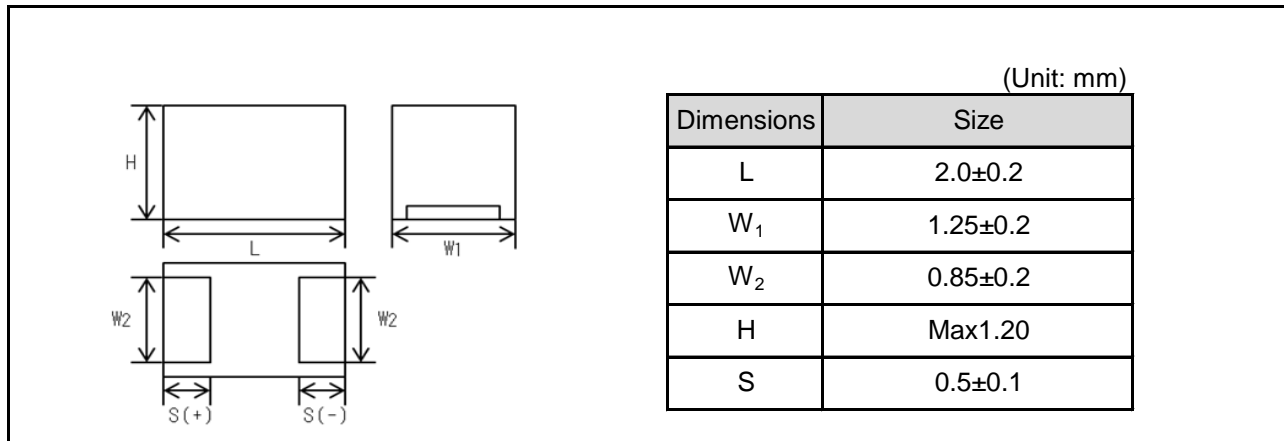 H
L
W1
W2
W2
S(+)
S(-)
(Unit: mm)
Dimensions Size
L 2.0±0.2
W₁ 1.25±0.2
W₂ 0.85±0.2
H Max1.20
S 0.5±0.1